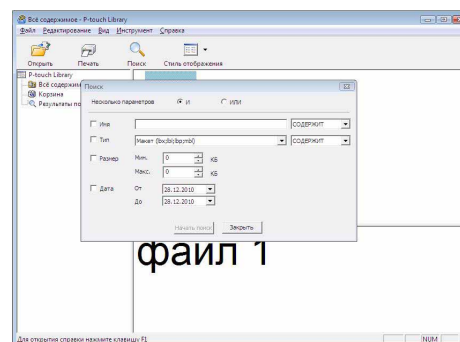 Всё содержимое - P-touch Library
Файл Редактирование Вид Инструмент Справка
Открыть Печать Поиск Стиль отображения
P-touch Library
Всё содержим
Корзина
Результаты по
Поиск
Несколько параметров И ИЛИ
Имя СОДЕРЖИТ
Тип Макет (lbx;lbl;lbp;mbl) СОДЕРЖИТ
Размер Мин. 0 КБ
Макс. 0 КБ
Дата От 28.12.2010
До 28.12.2010
Начать поиск Закрыть
файл 1
Для открытия справки нажмите клавишу F1 NUM